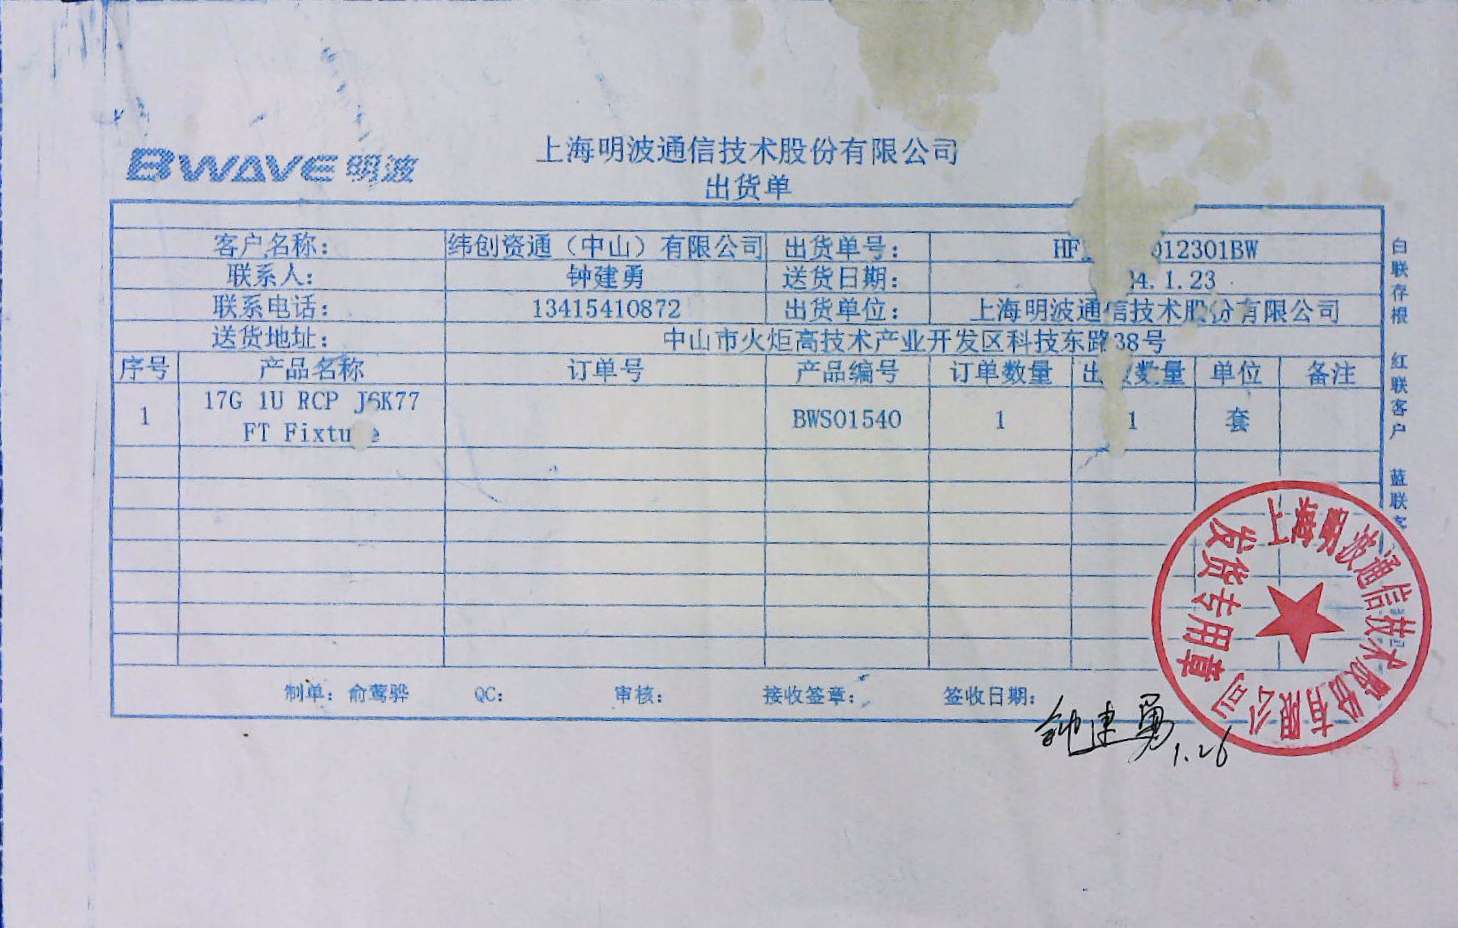 BWAVE 明波
上海明波通信技术股份有限公司
出货单
客户名称： 纬创资通（中山）有限公司 出货单号： HF 012301BW
联系人： 钟建勇 送货日期： 4.1.23
联系电话： 13415410872 出货单位： 上海明波通信技术股份有限公司
送货地址： 中山市火炬高技术产业开发区科技东路38号
序号 产品名称 订单号 产品编号 订单数量 出 数量 单位 备注
1 17G 1U RCP J6K77 BWS01540 1 1 套
FT Fixtu e
制单：俞莺骅 QC： 审核： 接收签章： 签收日期：
钟建勇 1.26
白联存根 红联客户 蓝联客
上海明波通信技术股份有限公司
发货专用章